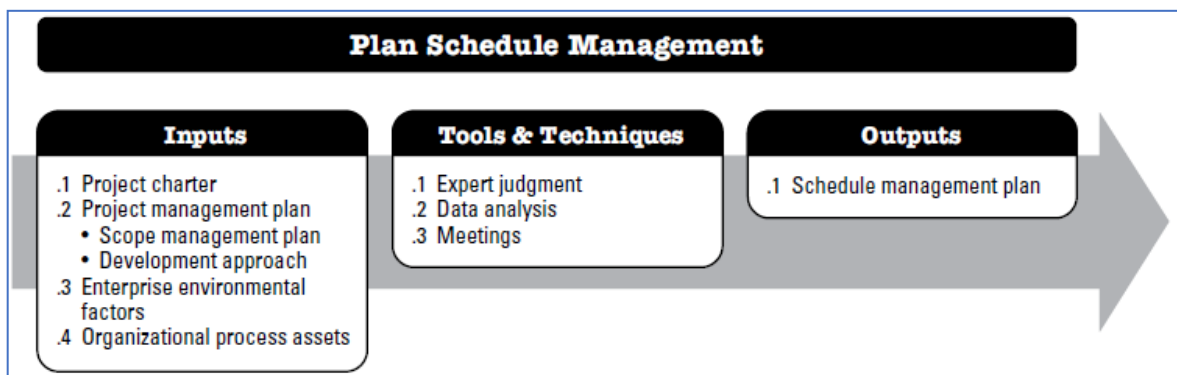 Plan Schedule Management
Inputs
.1 Project charter
.2 Project management plan
• Scope management plan
• Development approach
.3 Enterprise environmental
factors
.4 Organizational process assets
Tools & Techniques
.1 Expert judgment
.2 Data analysis
.3 Meetings
Outputs
.1 Schedule management plan